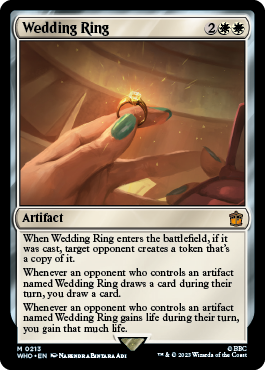 Wedding Ring 2
Artifact
When Wedding Ring enters the battlefield, if it
was cast, target opponent creates a token that's
a copy of it.
Whenever an opponent who controls an artifact
named Wedding Ring draws a card during their
turn, you draw a card.
Whenever an opponent who controls an artifact
named Wedding Ring gains life during their turn,
you gain that much life.
M 0213
WHO • EN Narendra Bintara Adi
© BBC
™ & © 2023 Wizards of the Coast